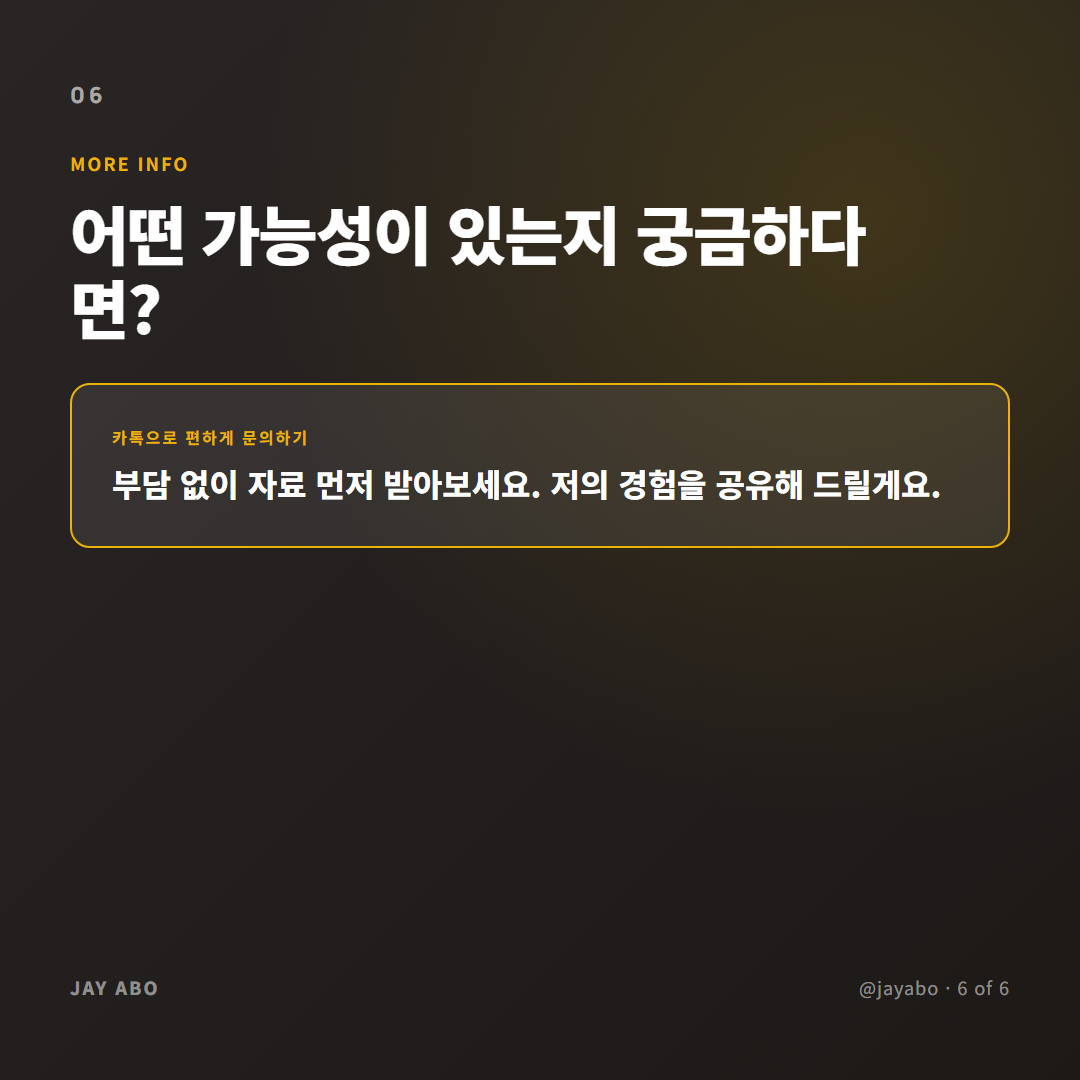 06
MORE INFO
어떤 가능성이 있는지 궁금하다
면?
카톡으로 편하게 문의하기
부담 없이 자료 먼저 받아보세요. 저의 경험을 공유해 드릴게요.
JAY ABO
@jayabo · 6 of 6